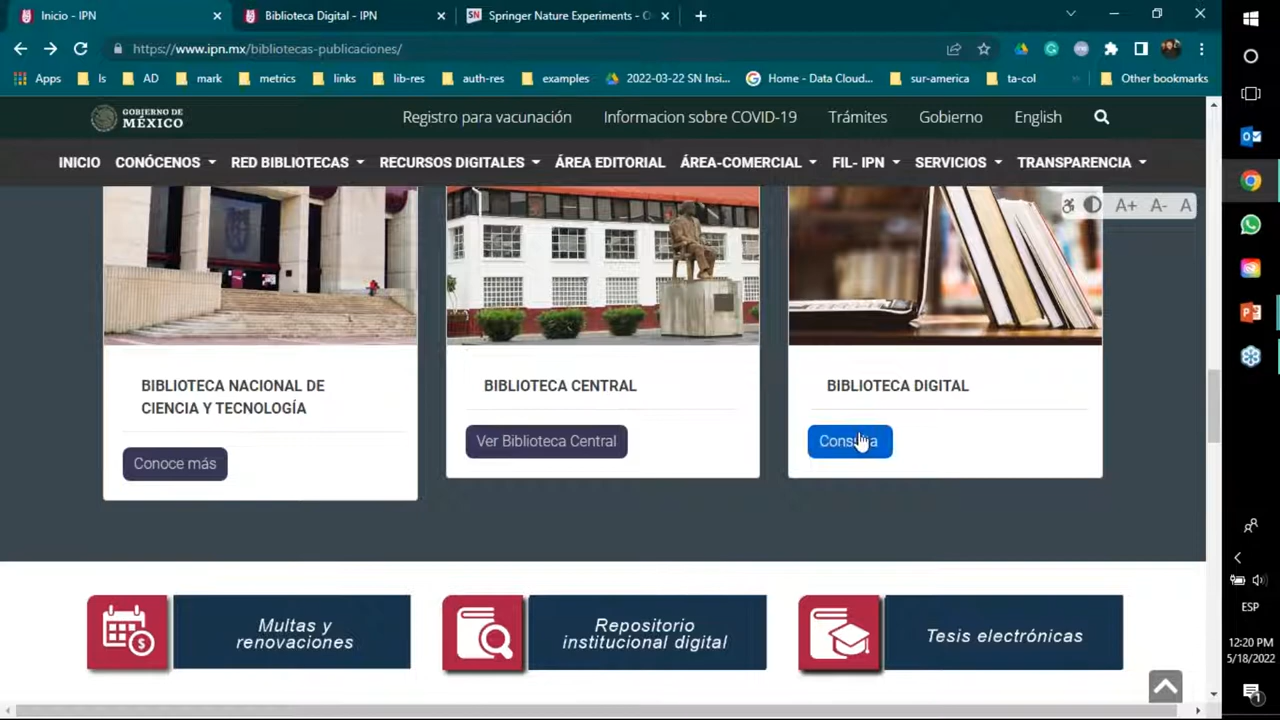 Inicio - IPN
Biblioteca Digital - IPN
SN Springer Nature Experiments - O
https://www.ipn.mx/bibliotecas-publicaciones/
Apps ls AD mark metrics links lib-res auth-res examples 2022-03-22 SN Insi... Home - Data Cloud... sur-america ta-col Other bookmarks
GOBIERNO DE
MÉXICO
Registro para vacunación Informacion sobre COVID-19 Trámites Gobierno English
INICIO CONÓCENOS RED BIBLIOTECAS RECURSOS DIGITALES ÁREA EDITORIAL ÁREA-COMERCIAL FIL- IPN SERVICIOS TRANSPARENCIA
A+ A- A
BIBLIOTECA NACIONAL DE
CIENCIA Y TECNOLOGÍA
Conoce más
BIBLIOTECA CENTRAL
Ver Biblioteca Central
BIBLIOTECA DIGITAL
Multas y
renovaciones
Repositorio
institucional digital
Tesis electrónicas
ESP
12:20 PM
5/18/2022
1